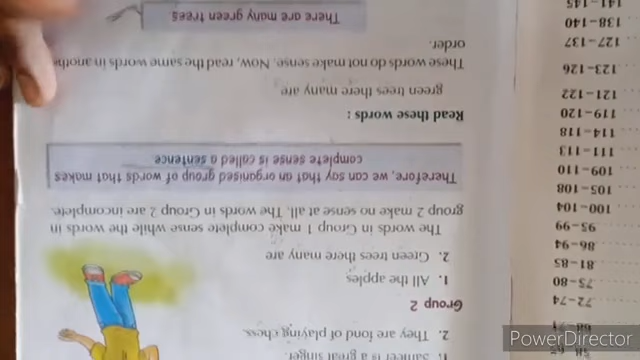 1. Sameer is a great singer.
2. They are fond of playing chess.
Group 2
1. All the apples
2. Green trees there many are
The words in Group 1 make complete sense while the words in
group 2 make no sense at all. The words in Group 2 are incomplete.
Therefore, we can say that an organised group of words that makes
complete sense is called a sentence
Read these words :
green trees there many are
These words do not make sense. Now, read the same words in another
order.
There are many green trees
72-74
75-80
81-85
86-94
95-99
100-104
105-108
109-110
111-113
114-118
119-120
121-122
123-126
127-137
138-140
141-145
PowerDirector